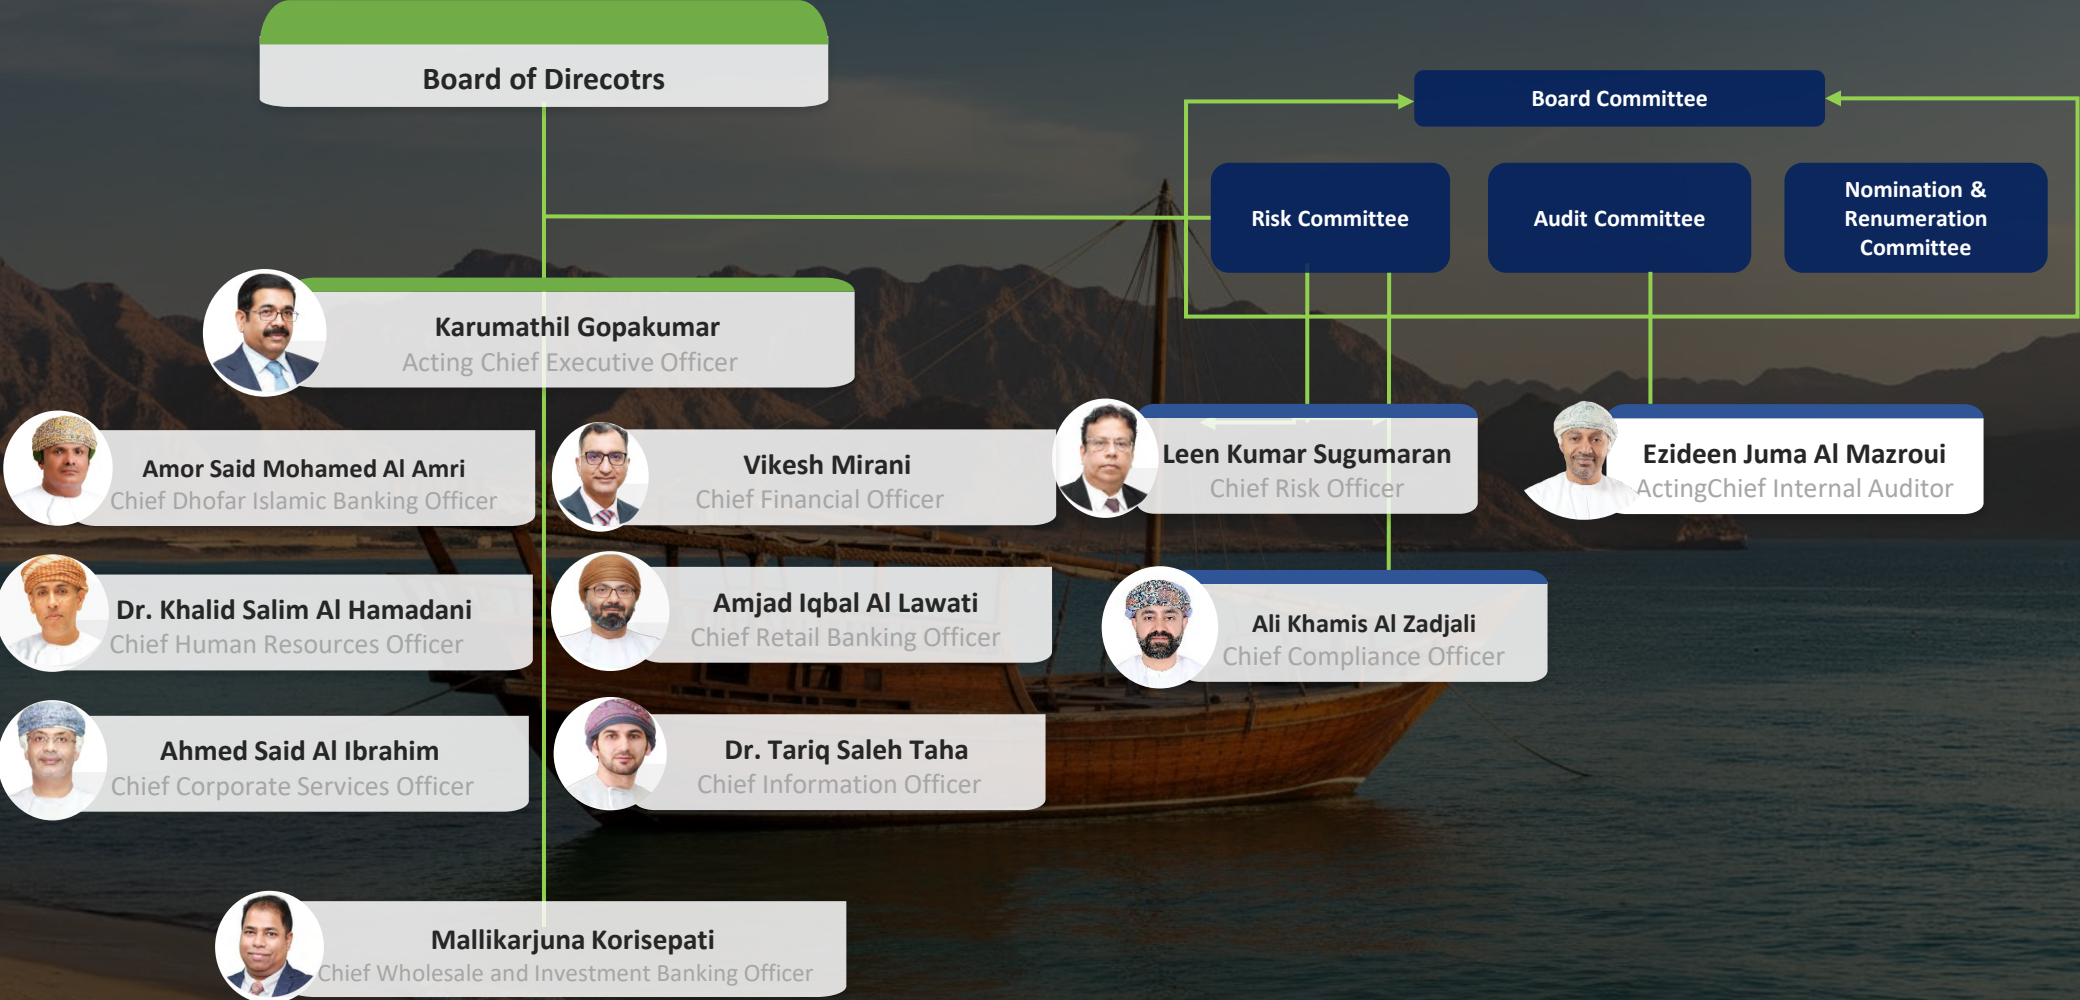 Board of Direcotrs
Board Committee
Risk Committee
Audit Committee
Nomination &
Renumeration
Committee
Karumathil Gopakumar
Acting Chief Executive Officer
Amor Said Mohamed Al Amri
Chief Dhofar Islamic Banking Officer
Vikesh Mirani
Chief Financial Officer
Leen Kumar Sugumaran
Chief Risk Officer
Ezideen Juma Al Mazroui
ActingChief Internal Auditor
Dr. Khalid Salim Al Hamadani
Chief Human Resources Officer
Amjad Iqbal Al Lawati
Chief Retail Banking Officer
Ali Khamis Al Zadjali
Chief Compliance Officer
Ahmed Said Al Ibrahim
Chief Corporate Services Officer
Dr. Tariq Saleh Taha
Chief Information Officer
Mallikarjuna Korisepati
Chief Wholesale and Investment Banking Officer